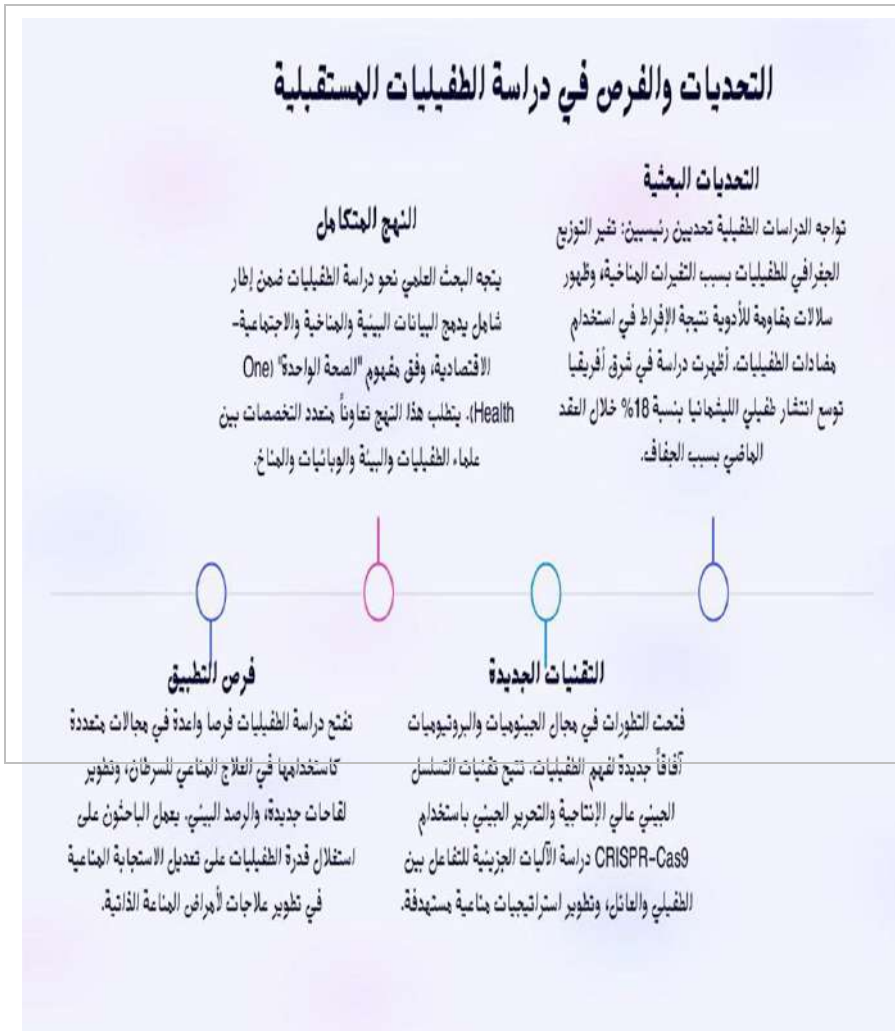 التحديات والفرص في دراسة الطفيليات المستقبلية
التحديات البحثية
تواجه الدراسات الطفيلية تحديين رئيسيين: تغير التوزيع
الجغرافي للطفيليات بسبب التغيرات المناخية، وظهور
سلالات مقاومة للأدوية نتيجة الإفراط في استخدام
مضادات الطفيليات. أظهرت دراسة في شرق أفريقيا
توسع انتشار طفيلي الليشمانيا بنسبة 18% خلال العقد
الماضي بسبب الجفاف.
النهج المتكامل
يتجه البحث العلمي نحو دراسة الطفيليات ضمن إطار
شامل يدمج البيانات البيئية والمناخية والاجتماعية-
الاقتصادية، وفق مفهوم "الصحة الواحدة" (One
Health). يتطلب هذا النهج تعاوناً متعدد التخصصات بين
علماء الطفيليات والبيئة والوبائيات والمناخ.
التقنيات الجديدة
فتحت التطورات في مجال الجينوميات والبروتيوميات
آفاقاً جديدة لفهم الطفيليات. تتيح تقنيات التسلسل
الجيني عالي الإنتاجية والتحرير الجيني باستخدام
CRISPR-Cas9 دراسة الآليات الجزيئية للتفاعل بين
الطفيلي والعائل، وتطوير استراتيجيات مناعية مستهدفة.
فرص التطبيق
تفتح دراسة الطفيليات فرصا واعدة في مجالات متعددة
كاستخدامها في العلاج المناعي للسرطان، وتطوير
لقاحات جديدة، والرصد البيئي. يعمل الباحثون على
استغلال قدرة الطفيليات على تعديل الاستجابة المناعية
في تطوير علاجات لأمراض المناعة الذاتية.